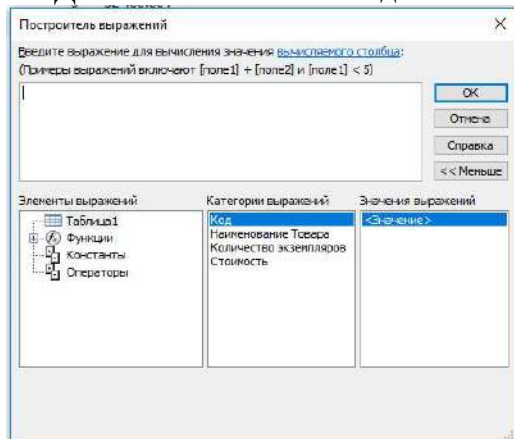 Построитель выражений
Введите выражение для вычисления значения вычисляемого столбца:
(Примеры выражений включают [поле1] + [поле2] и [поле1] < 5)
ОК
Отмена
Справка
<< Меньше
Элементы выражений
Категории выражений
Значения выражений
Таблица1
Функции
Константы
Операторы
Код
Наименование Товара
Количество экземпляров
Стоимость
<Значение>